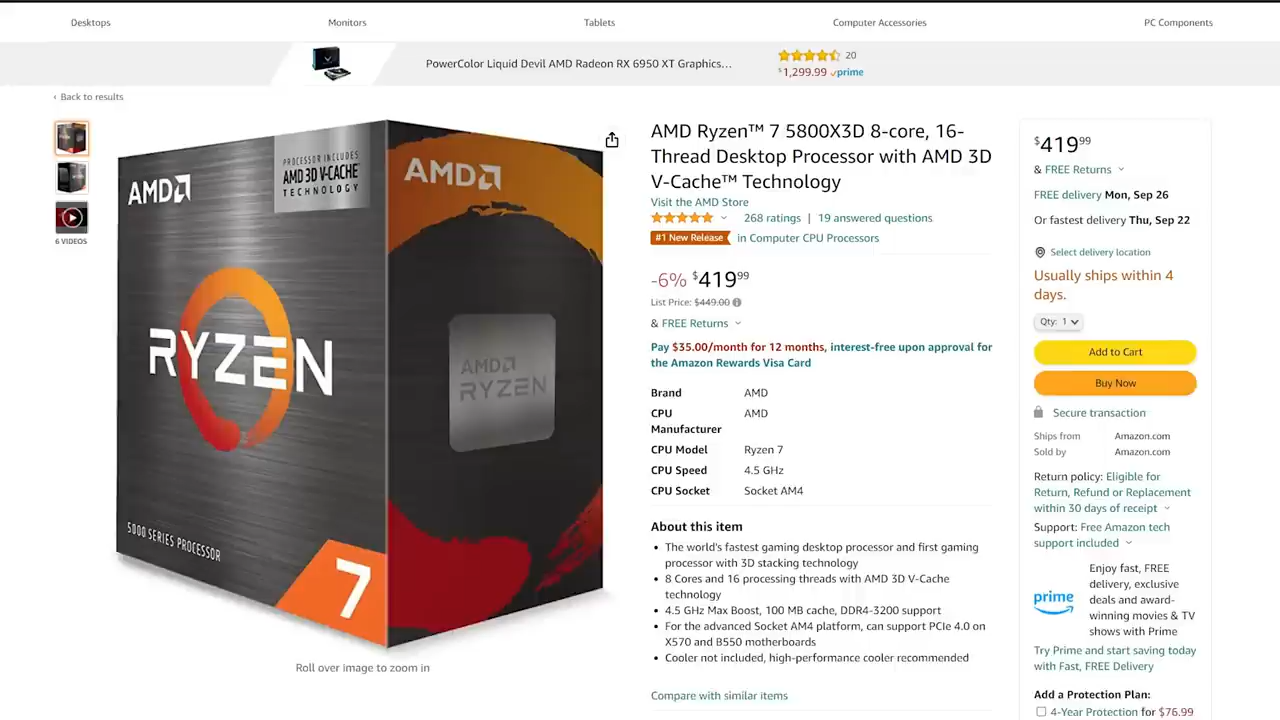 Desktops
Monitors
Tablets
Computer Accessories
PC Components
PowerColor Liquid Devil AMD Radeon RX 6950 XT Graphics…
20
$1,299.99 prime
‹ Back to results
6 VIDEOS
AMD
PROCESSOR INCLUDES
AMD 3D V-CACHE
TECHNOLOGY
RYZEN
5000 SERIES PROCESSOR
7
AMD
AMD
RYZEN
Roll over image to zoom in
AMD Ryzen™ 7 5800X3D 8-core, 16-
Thread Desktop Processor with AMD 3D
V-Cache™ Technology
Visit the AMD Store
268 ratings | 19 answered questions
#1 New Release in Computer CPU Processors
-6% $419⁹⁹
List Price: $449.00
& FREE Returns
Pay $35.00/month for 12 months, interest-free upon approval for
the Amazon Rewards Visa Card
Brand AMD
CPU AMD
Manufacturer
CPU Model Ryzen 7
CPU Speed 4.5 GHz
CPU Socket Socket AM4
About this item
• The world's fastest gaming desktop processor and first gaming
processor with 3D stacking technology
• 8 Cores and 16 processing threads with AMD 3D V-Cache
technology
• 4.5 GHz Max Boost, 100 MB cache, DDR4-3200 support
• For the advanced Socket AM4 platform, can support PCIe 4.0 on
X570 and B550 motherboards
• Cooler not included, high-performance cooler recommended
Compare with similar items
$419⁹⁹
& FREE Returns
FREE delivery Mon, Sep 26
Or fastest delivery Thu, Sep 22
Select delivery location
Usually ships within 4
days.
Qty: 1
Add to Cart
Buy Now
Secure transaction
Ships from Amazon.com
Sold by Amazon.com
Return policy: Eligible for
Return, Refund or Replacement
within 30 days of receipt
Support: Free Amazon tech
support included
prime
Enjoy fast, FREE
delivery, exclusive
deals and award-
winning movies & TV
shows with Prime
Try Prime and start saving today
with Fast, FREE Delivery
Add a Protection Plan:
4-Year Protection for $76.99